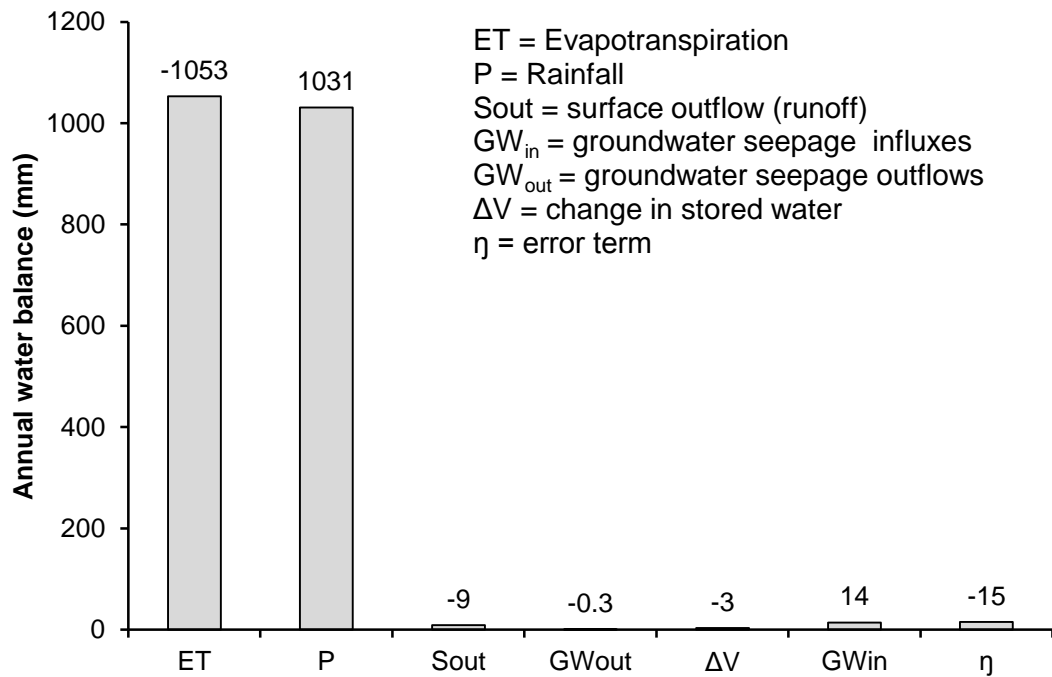 1200
1000
800
600
400
200
0
Annual water balance (mm)
ET = Evapotranspiration
P = Rainfall
Sout = surface outflow (runoff)
GWin = groundwater seepage  influxes
GWout = groundwater seepage outflows
ΔV = change in stored water
ŋ = error term
-1053
1031
-9
-0.3
-3
14
-15
ET
P
Sout
GWout
ΔV
GWin
ŋ